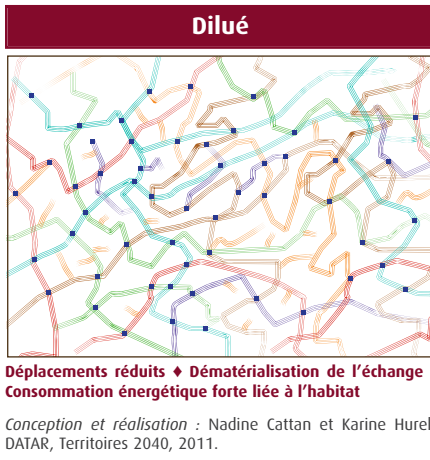 Dilué
Déplacements réduits ♦ Dématérialisation de l'échange
Consommation énergétique forte liée à l'habitat
Conception et réalisation : Nadine Cattan et Karine Hurel
DATAR, Territoires 2040, 2011.